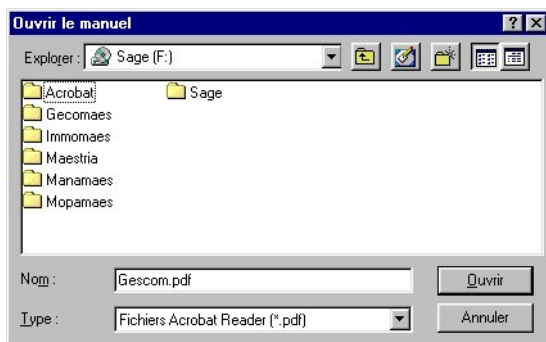 Ouvrir le manuel
Explorer : Sage (F:)
Acrobat Sage
Gecomaes
Immomaes
Maestria
Manamaes
Mopamaes
Nom : Gescom.pdf Ouvrir
Type : Fichiers Acrobat Reader (*.pdf) Annuler